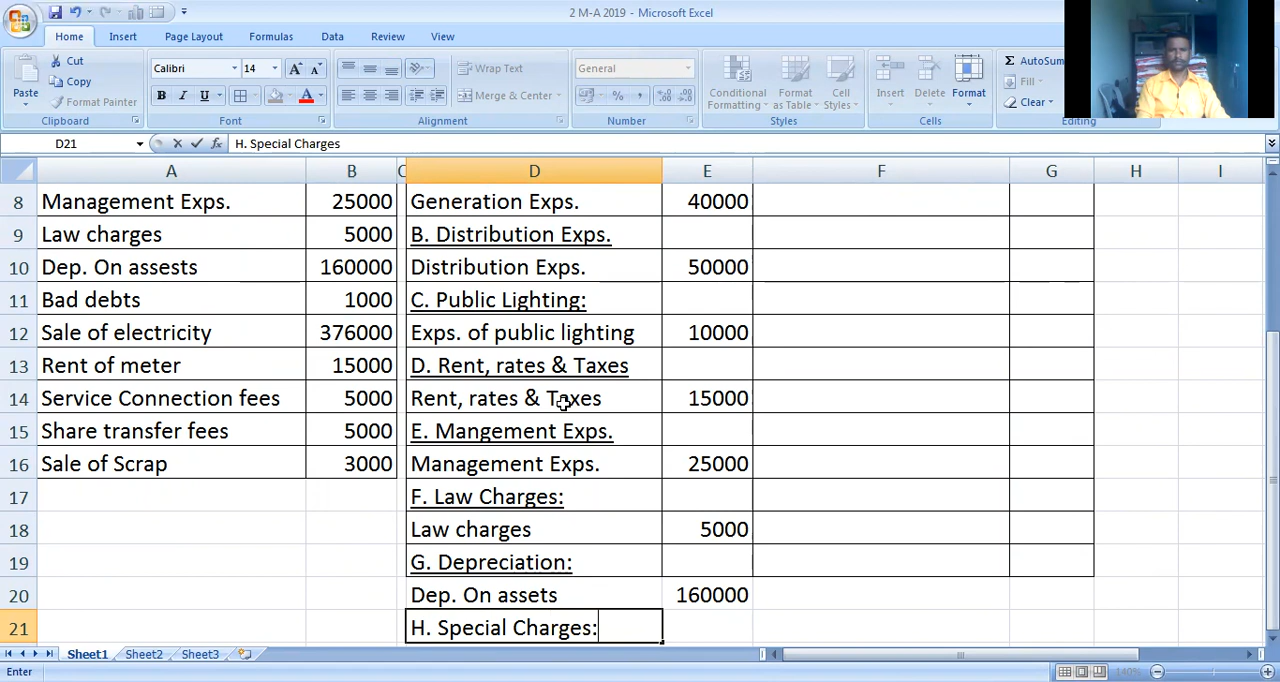 2 M-A 2019 - Microsoft Excel
Home Insert Page Layout Formulas Data Review View
Cut
Copy
Format Painter
Paste
Clipboard
Calibri 14
B I U
Font
Wrap Text
Merge & Center
Alignment
General
Number
Conditional Formatting
Format as Table
Cell Styles
Styles
Insert Delete Format
Cells
AutoSum
Fill
Clear
Editing
D21 fx H. Special Charges
A B C D E F G H I
8 Management Exps. 25000 Generation Exps. 40000
9 Law charges 5000 B. Distribution Exps.
10 Dep. On assests 160000 Distribution Exps. 50000
11 Bad debts 1000 C. Public Lighting:
12 Sale of electricity 376000 Exps. of public lighting 10000
13 Rent of meter 15000 D. Rent, rates & Taxes
14 Service Connection fees 5000 Rent, rates & Taxes 15000
15 Share transfer fees 5000 E. Mangement Exps.
16 Sale of Scrap 3000 Management Exps. 25000
17 F. Law Charges:
18 Law charges 5000
19 G. Depreciation:
20 Dep. On assets 160000
21 H. Special Charges:
Sheet1 Sheet2 Sheet3
Enter 140%